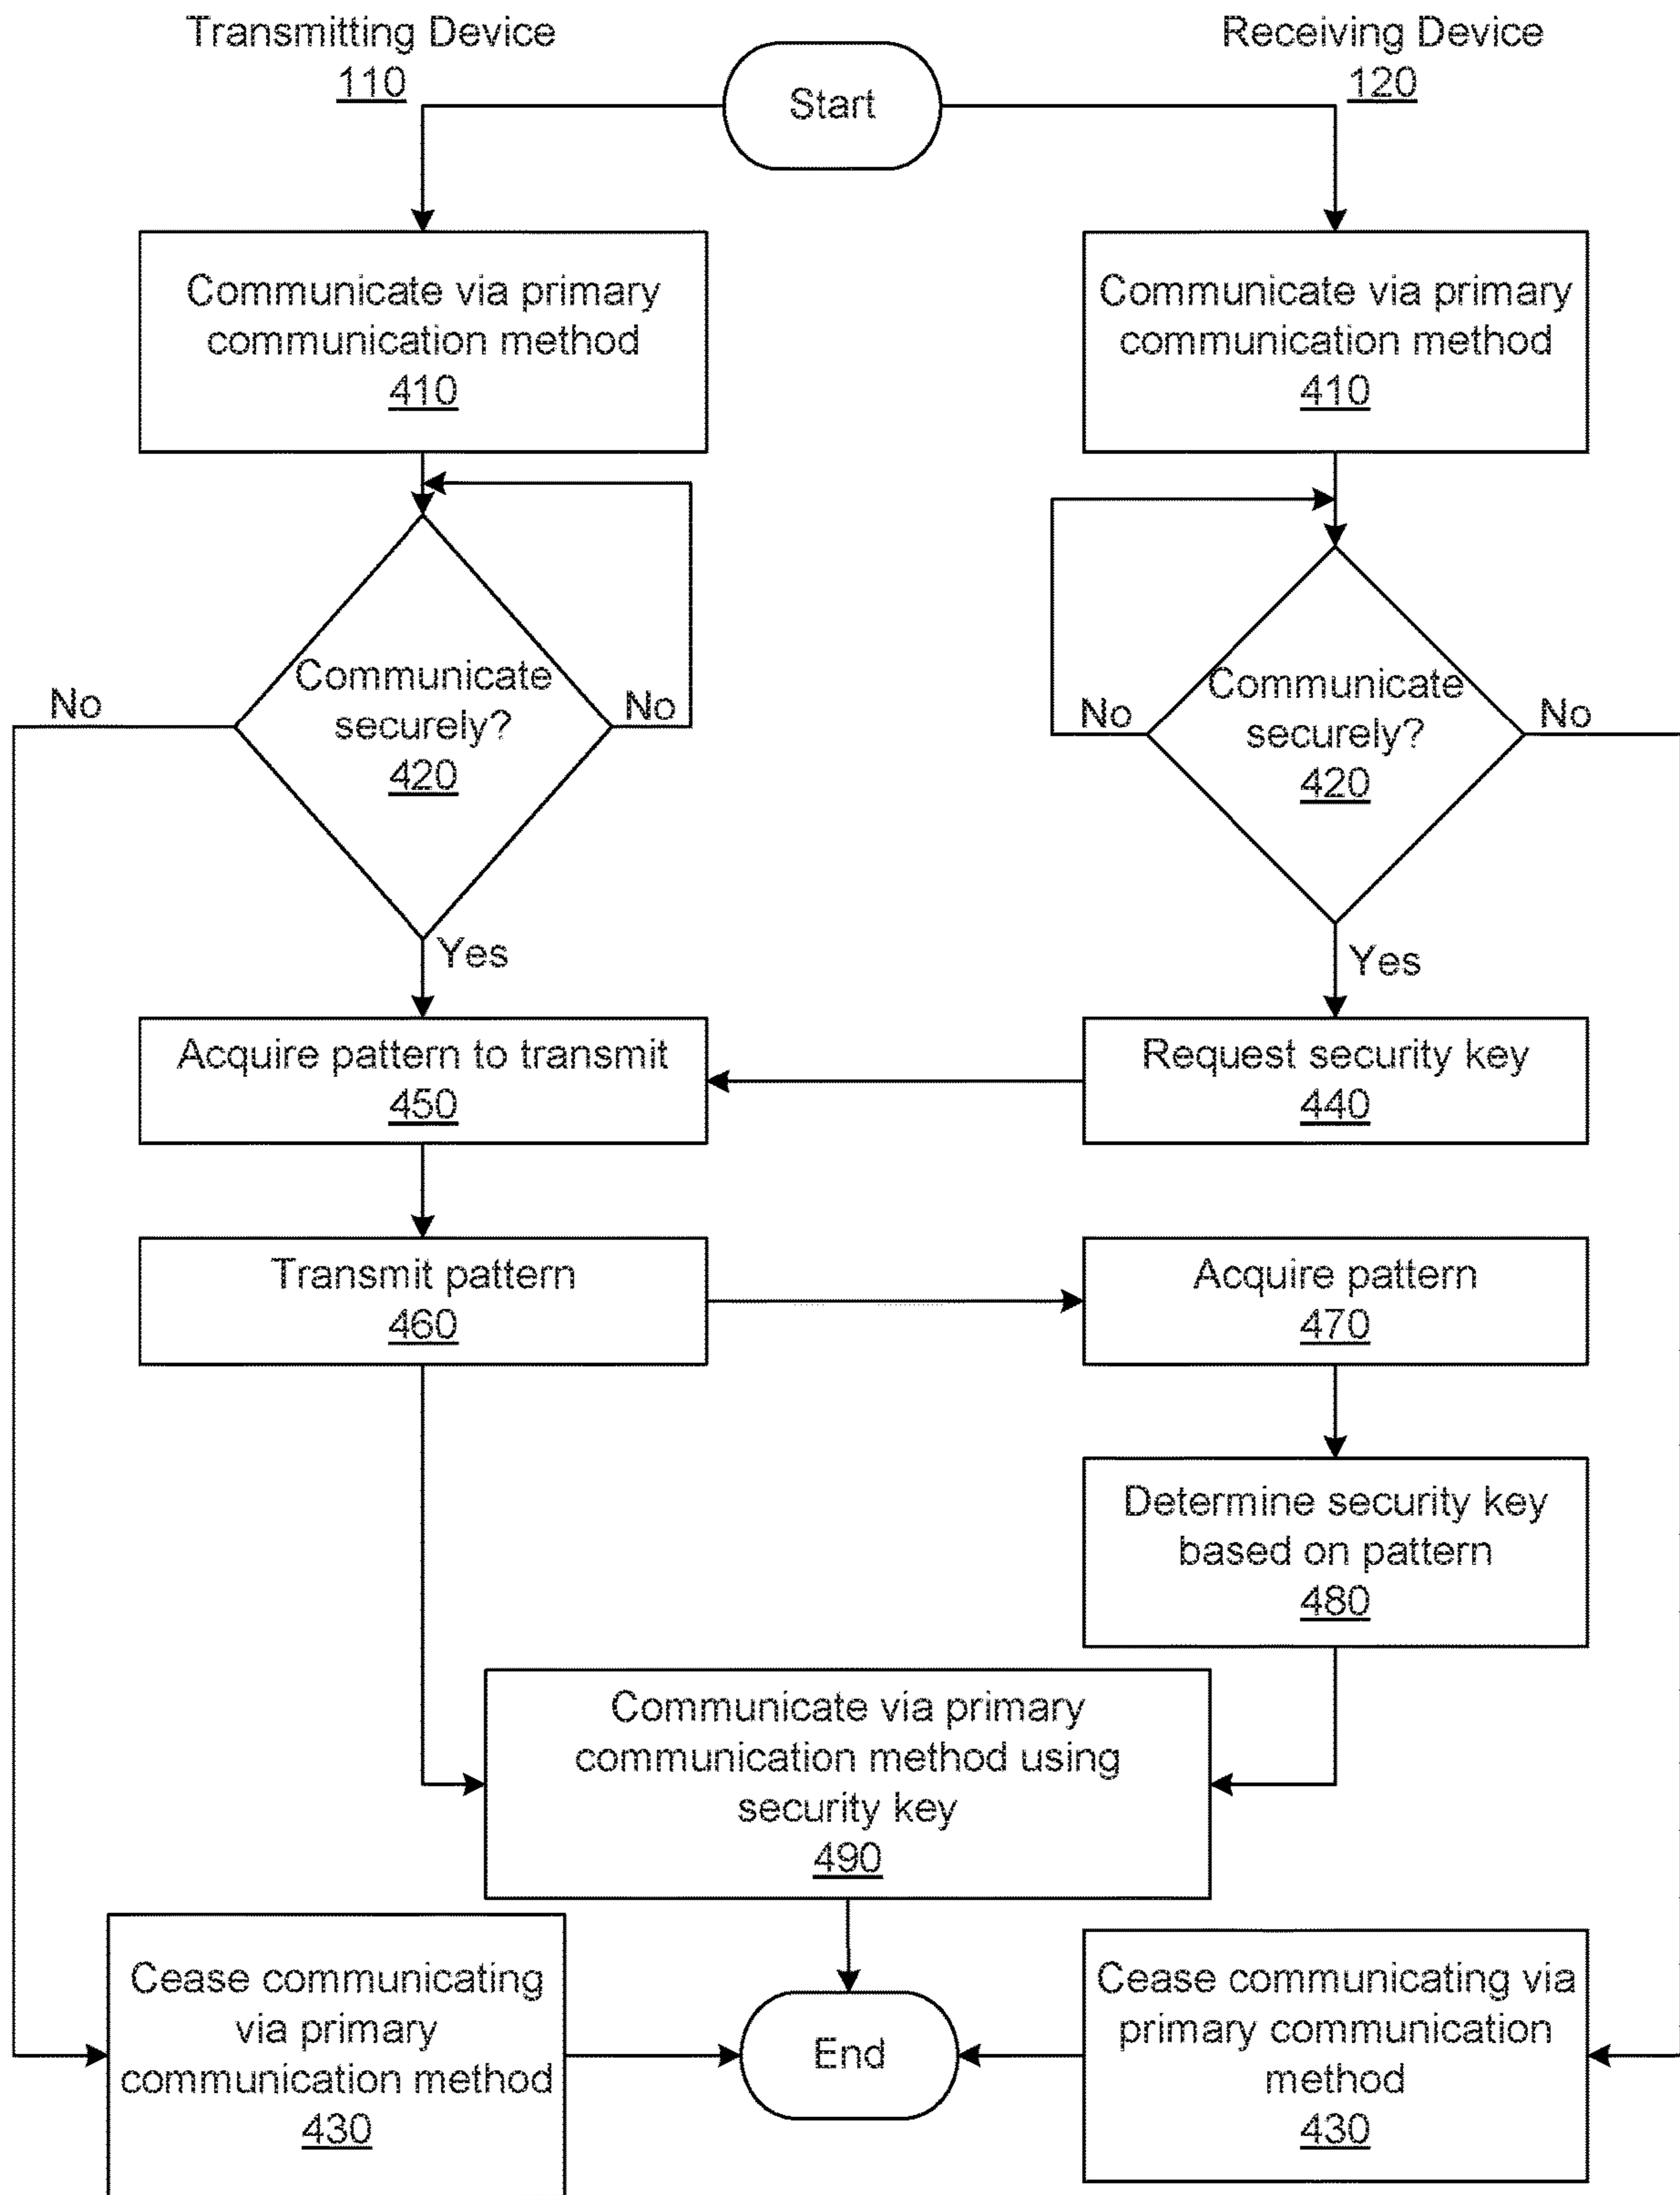 Transmitting Device
110
Receiving Device
120
Start
Communicate via primary
communication method
410
Communicate via primary
communication method
410
Communicate
securely?
420
No
No
Communicate
securely?
420
No
No
Yes
Yes
Acquire pattern to transmit
450
Request security key
440
Transmit pattern
460
Acquire pattern
470
Determine security key
based on pattern
480
Communicate via primary
communication method using
security key
490
Cease communicating
via primary
communication method
430
End
Cease communicating via
primary communication
method
430